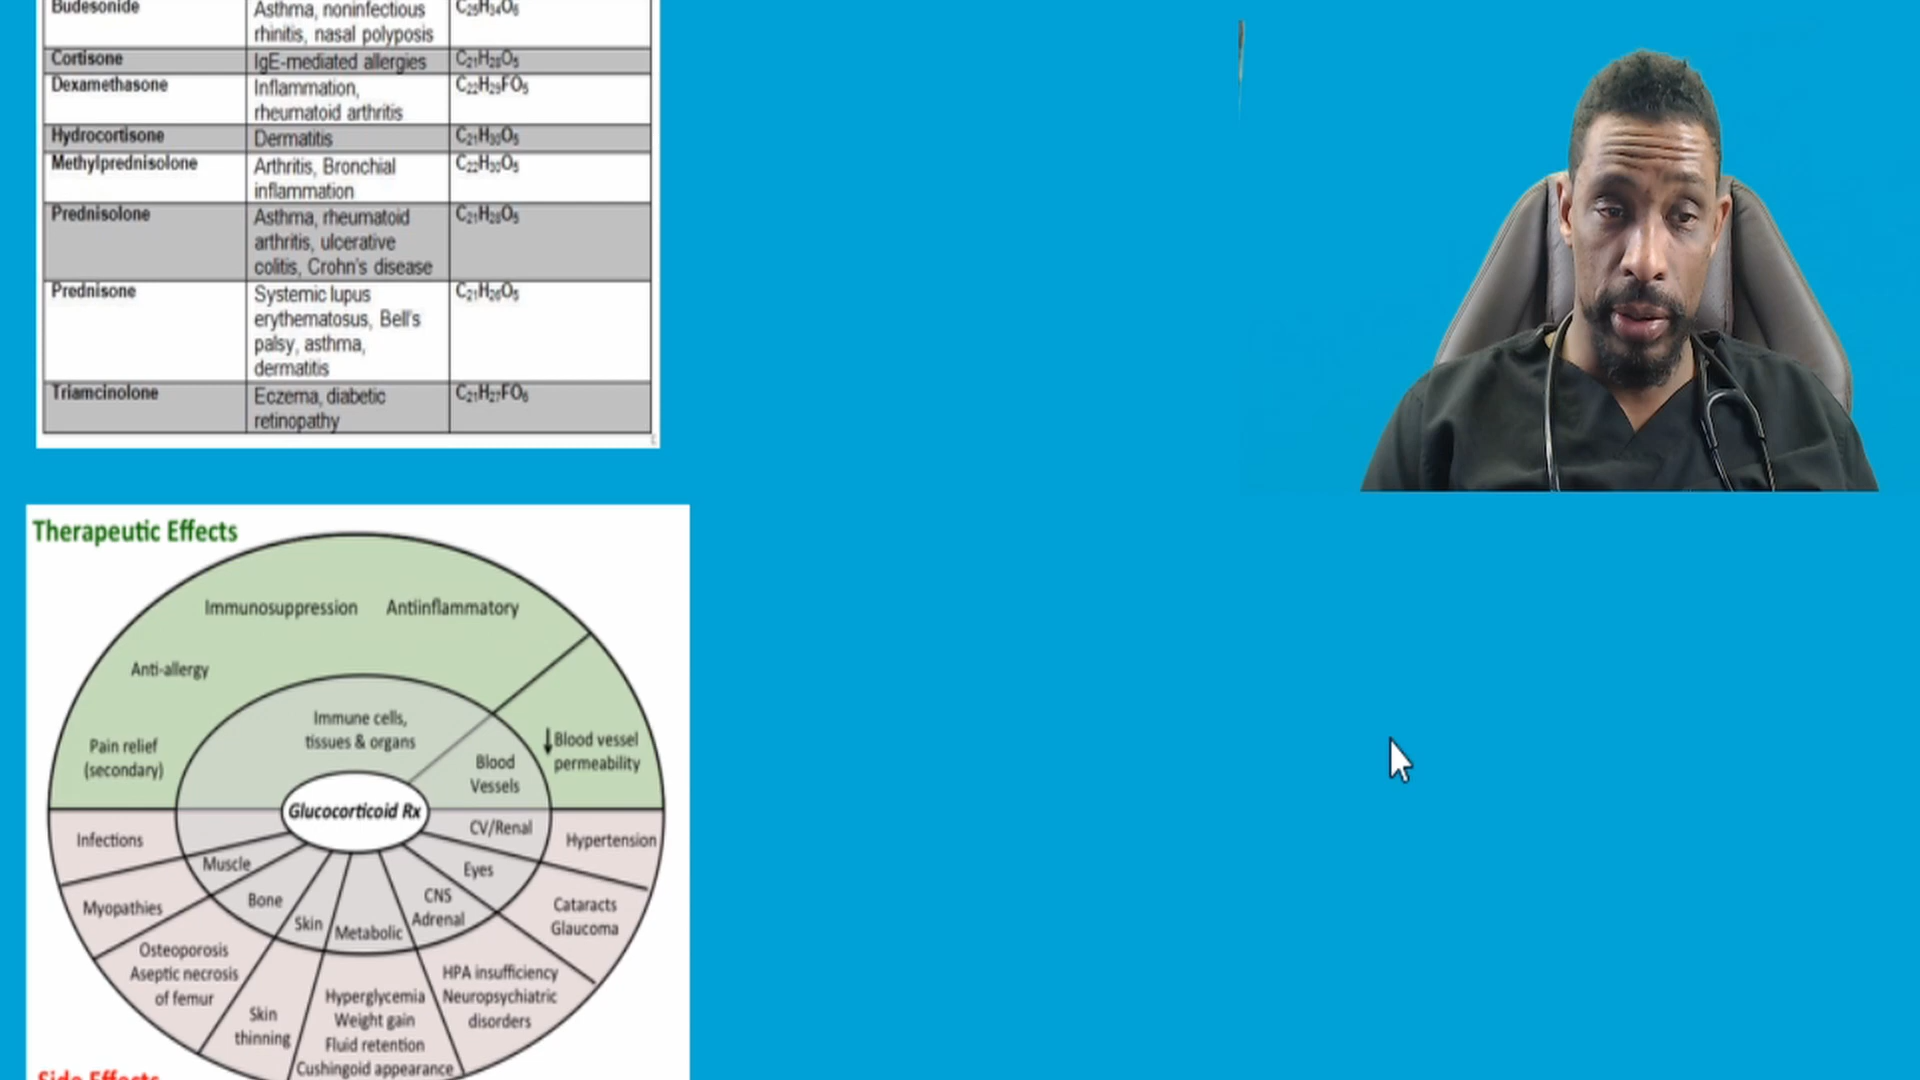 Budesonide
Asthma, noninfectious
rhinitis, nasal polyposis
C₂₅H₃₄O₆
Cortisone
IgE-mediated allergies
C₂₁H₂₈O₅
Dexamethasone
Inflammation,
rheumatoid arthritis
C₂₂H₂₉FO₅
Hydrocortisone
Dermatitis
C₂₁H₃₀O₅
Methylprednisolone
Arthritis, Bronchial
inflammation
C₂₂H₃₀O₅
Prednisolone
Asthma, rheumatoid
arthritis, ulcerative
colitis, Crohn's disease
C₂₁H₂₈O₅
Prednisone
Systemic lupus
erythematosus, Bell's
palsy, asthma,
dermatitis
C₂₁H₂₆O₅
Triamcinolone
Eczema, diabetic
retinopathy
C₂₁H₂₇FO₆
Therapeutic Effects
Immunosuppression
Antiinflammatory
Anti-allergy
Pain relief
(secondary)
Immune cells,
tissues & organs
Blood
Vessels
↓Blood vessel
permeability
Glucocorticoid Rx
CV/Renal
Hypertension
Infections
Muscle
Eyes
Myopathies
Bone
CNS
Adrenal
Cataracts
Glaucoma
Skin
Metabolic
Osteoporosis
Aseptic necrosis
of femur
HPA insufficiency
Neuropsychiatric
disorders
Skin
thinning
Hyperglycemia
Weight gain
Fluid retention
Cushingoid appearance
Side Effects